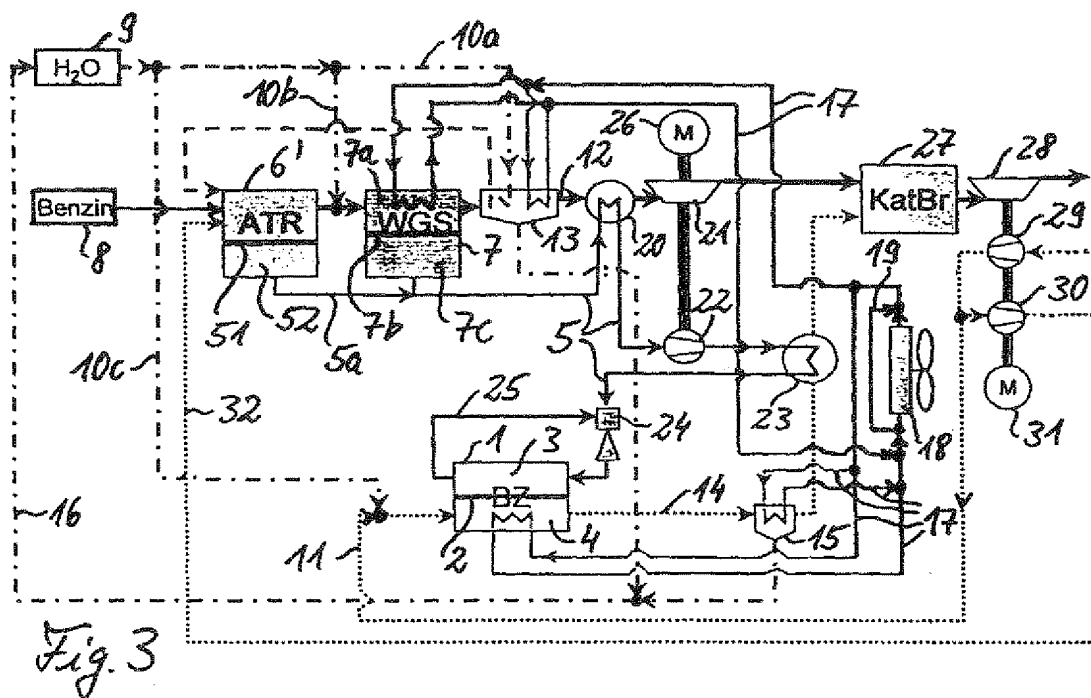 9
H₂O
10a
10b
17
26
M
27
28
6'
7a
12
Benzin
ATR
WGS
KatBr
8
13
20
21
29
7
19
30
51
52
7b
7c
22
5a
5
10c
23
M
32
25
24
18
31
1
3
BZ
14
16
2
4
15
17
11
Fig. 3